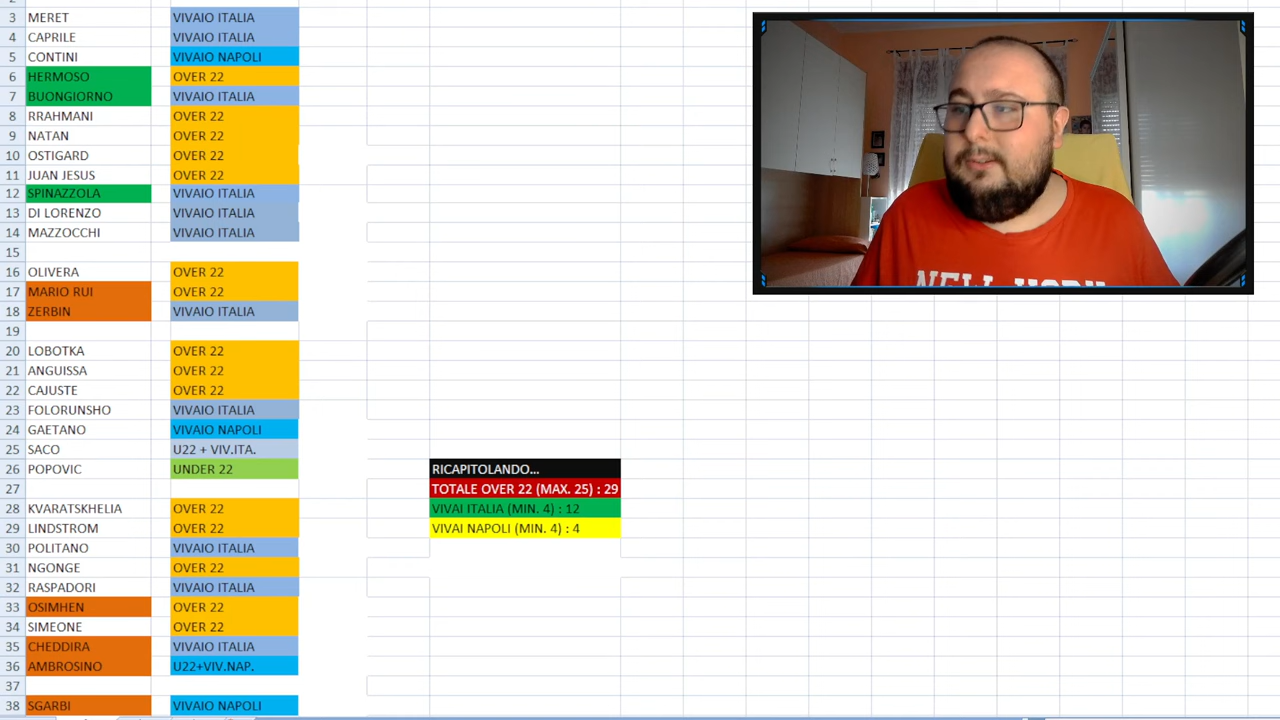 2
3 MERET VIVAIO ITALIA
4 CAPRILE VIVAIO ITALIA
5 CONTINI VIVAIO NAPOLI
6 HERMOSO OVER 22
7 BUONGIORNO VIVAIO ITALIA
8 RRAHMANI OVER 22
9 NATAN OVER 22
10 OSTIGARD OVER 22
11 JUAN JESUS OVER 22
12 SPINAZZOLA VIVAIO ITALIA
13 DI LORENZO VIVAIO ITALIA
14 MAZZOCCHI VIVAIO ITALIA
15
16 OLIVERA OVER 22
17 MARIO RUI OVER 22
18 ZERBIN VIVAIO ITALIA
19
20 LOBOTKA OVER 22
21 ANGUISSA OVER 22
22 CAJUSTE OVER 22
23 FOLORUNSHO VIVAIO ITALIA
24 GAETANO VIVAIO NAPOLI
25 SACO U22 + VIV.ITA.
26 POPOVIC UNDER 22 RICAPITOLANDO...
27 TOTALE OVER 22 (MAX. 25) : 29
28 KVARATSKHELIA OVER 22 VIVAI ITALIA (MIN. 4) : 12
29 LINDSTROM OVER 22 VIVAI NAPOLI (MIN. 4) : 4
30 POLITANO VIVAIO ITALIA
31 NGONGE OVER 22
32 RASPADORI VIVAIO ITALIA
33 OSIMHEN OVER 22
34 SIMEONE OVER 22
35 CHEDDIRA VIVAIO ITALIA
36 AMBROSINO U22+VIV.NAP.
37
38 SGARBI VIVAIO NAPOLI